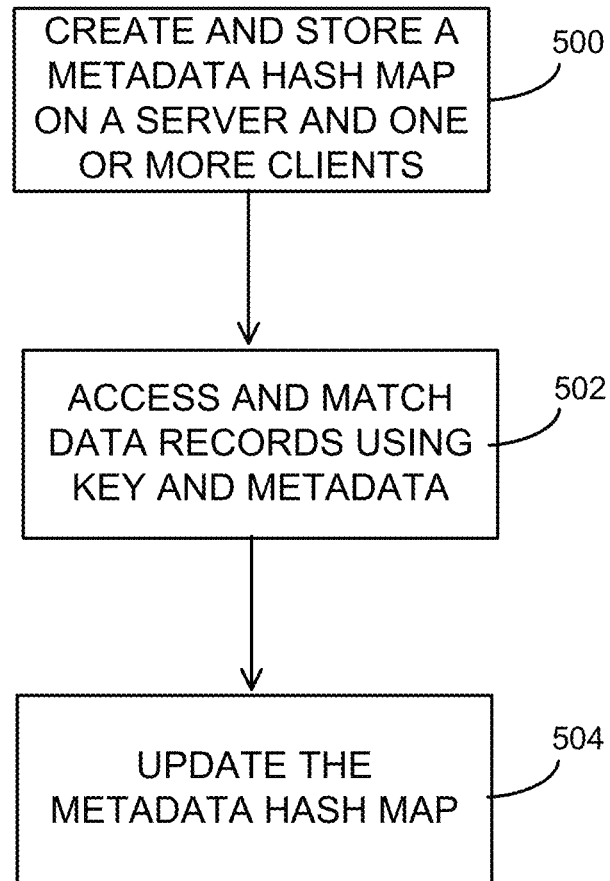 CREATE AND STORE A
METADATA HASH MAP
ON A SERVER AND ONE
OR MORE CLIENTS
500
ACCESS AND MATCH
DATA RECORDS USING
KEY AND METADATA
502
UPDATE THE
METADATA HASH MAP
504